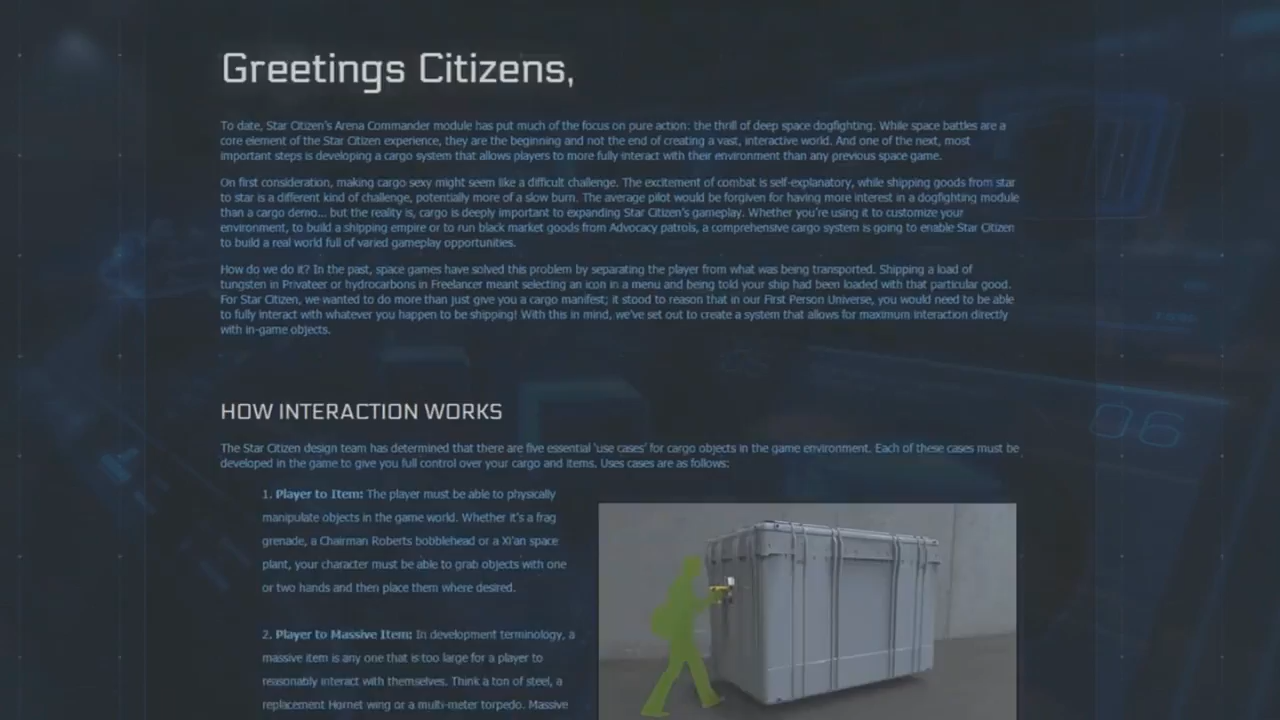 Greetings Citizens,
To date, Star Citizen's Arena Commander module has put much of the focus on pure action: the thrill of deep space dogfighting. While space battles are a
core element of the Star Citizen experience, they are the beginning and not the end of creating a vast, interactive world. And one of the next, most
important steps is developing a cargo system that allows players to more fully interact with their environment than any previous space game.
On first consideration, making cargo sexy might seem like a difficult challenge. The excitement of combat is self-explanatory, while shipping goods from star
to star is a different kind of challenge, potentially more of a slow burn. The average pilot would be forgiven for having more interest in a dogfighting module
than a cargo demo... but the reality is, cargo is deeply important to expanding Star Citizen's gameplay. Whether you're using it to customize your
environment, to build a shipping empire or to run black market goods from Advocacy patrols, a comprehensive cargo system is going to enable Star Citizen
to build a real world full of varied gameplay opportunities.
How do we do it? In the past, space games have solved this problem by separating the player from what was being transported. Shipping a load of
tungsten in Privateer or hydrocarbons in Freelancer meant selecting an icon in a menu and being told your ship had been loaded with that particular good.
For Star Citizen, we wanted to do more than just give you a cargo manifest; it stood to reason that in our First Person Universe, you would need to be able
to fully interact with whatever you happen to be shipping! With this in mind, we've set out to create a system that allows for maximum interaction directly
with in-game objects.
HOW INTERACTION WORKS
The Star Citizen design team has determined that there are five essential 'use cases' for cargo objects in the game environment. Each of these cases must be
developed in the game to give you full control over your cargo and items. Uses cases are as follows:
1. Player to Item: The player must be able to physically
manipulate objects in the game world. Whether it's a frag
grenade, a Chairman Roberts bobblehead or a Xi'an space
plant, your character must be able to grab objects with one
or two hands and then place them where desired.
2. Player to Massive Item: In development terminology, a
massive item is any one that is too large for a player to
reasonably interact with themselves. Think a ton of steel, a
replacement Hornet wing or a multi-meter torpedo. Massive
06